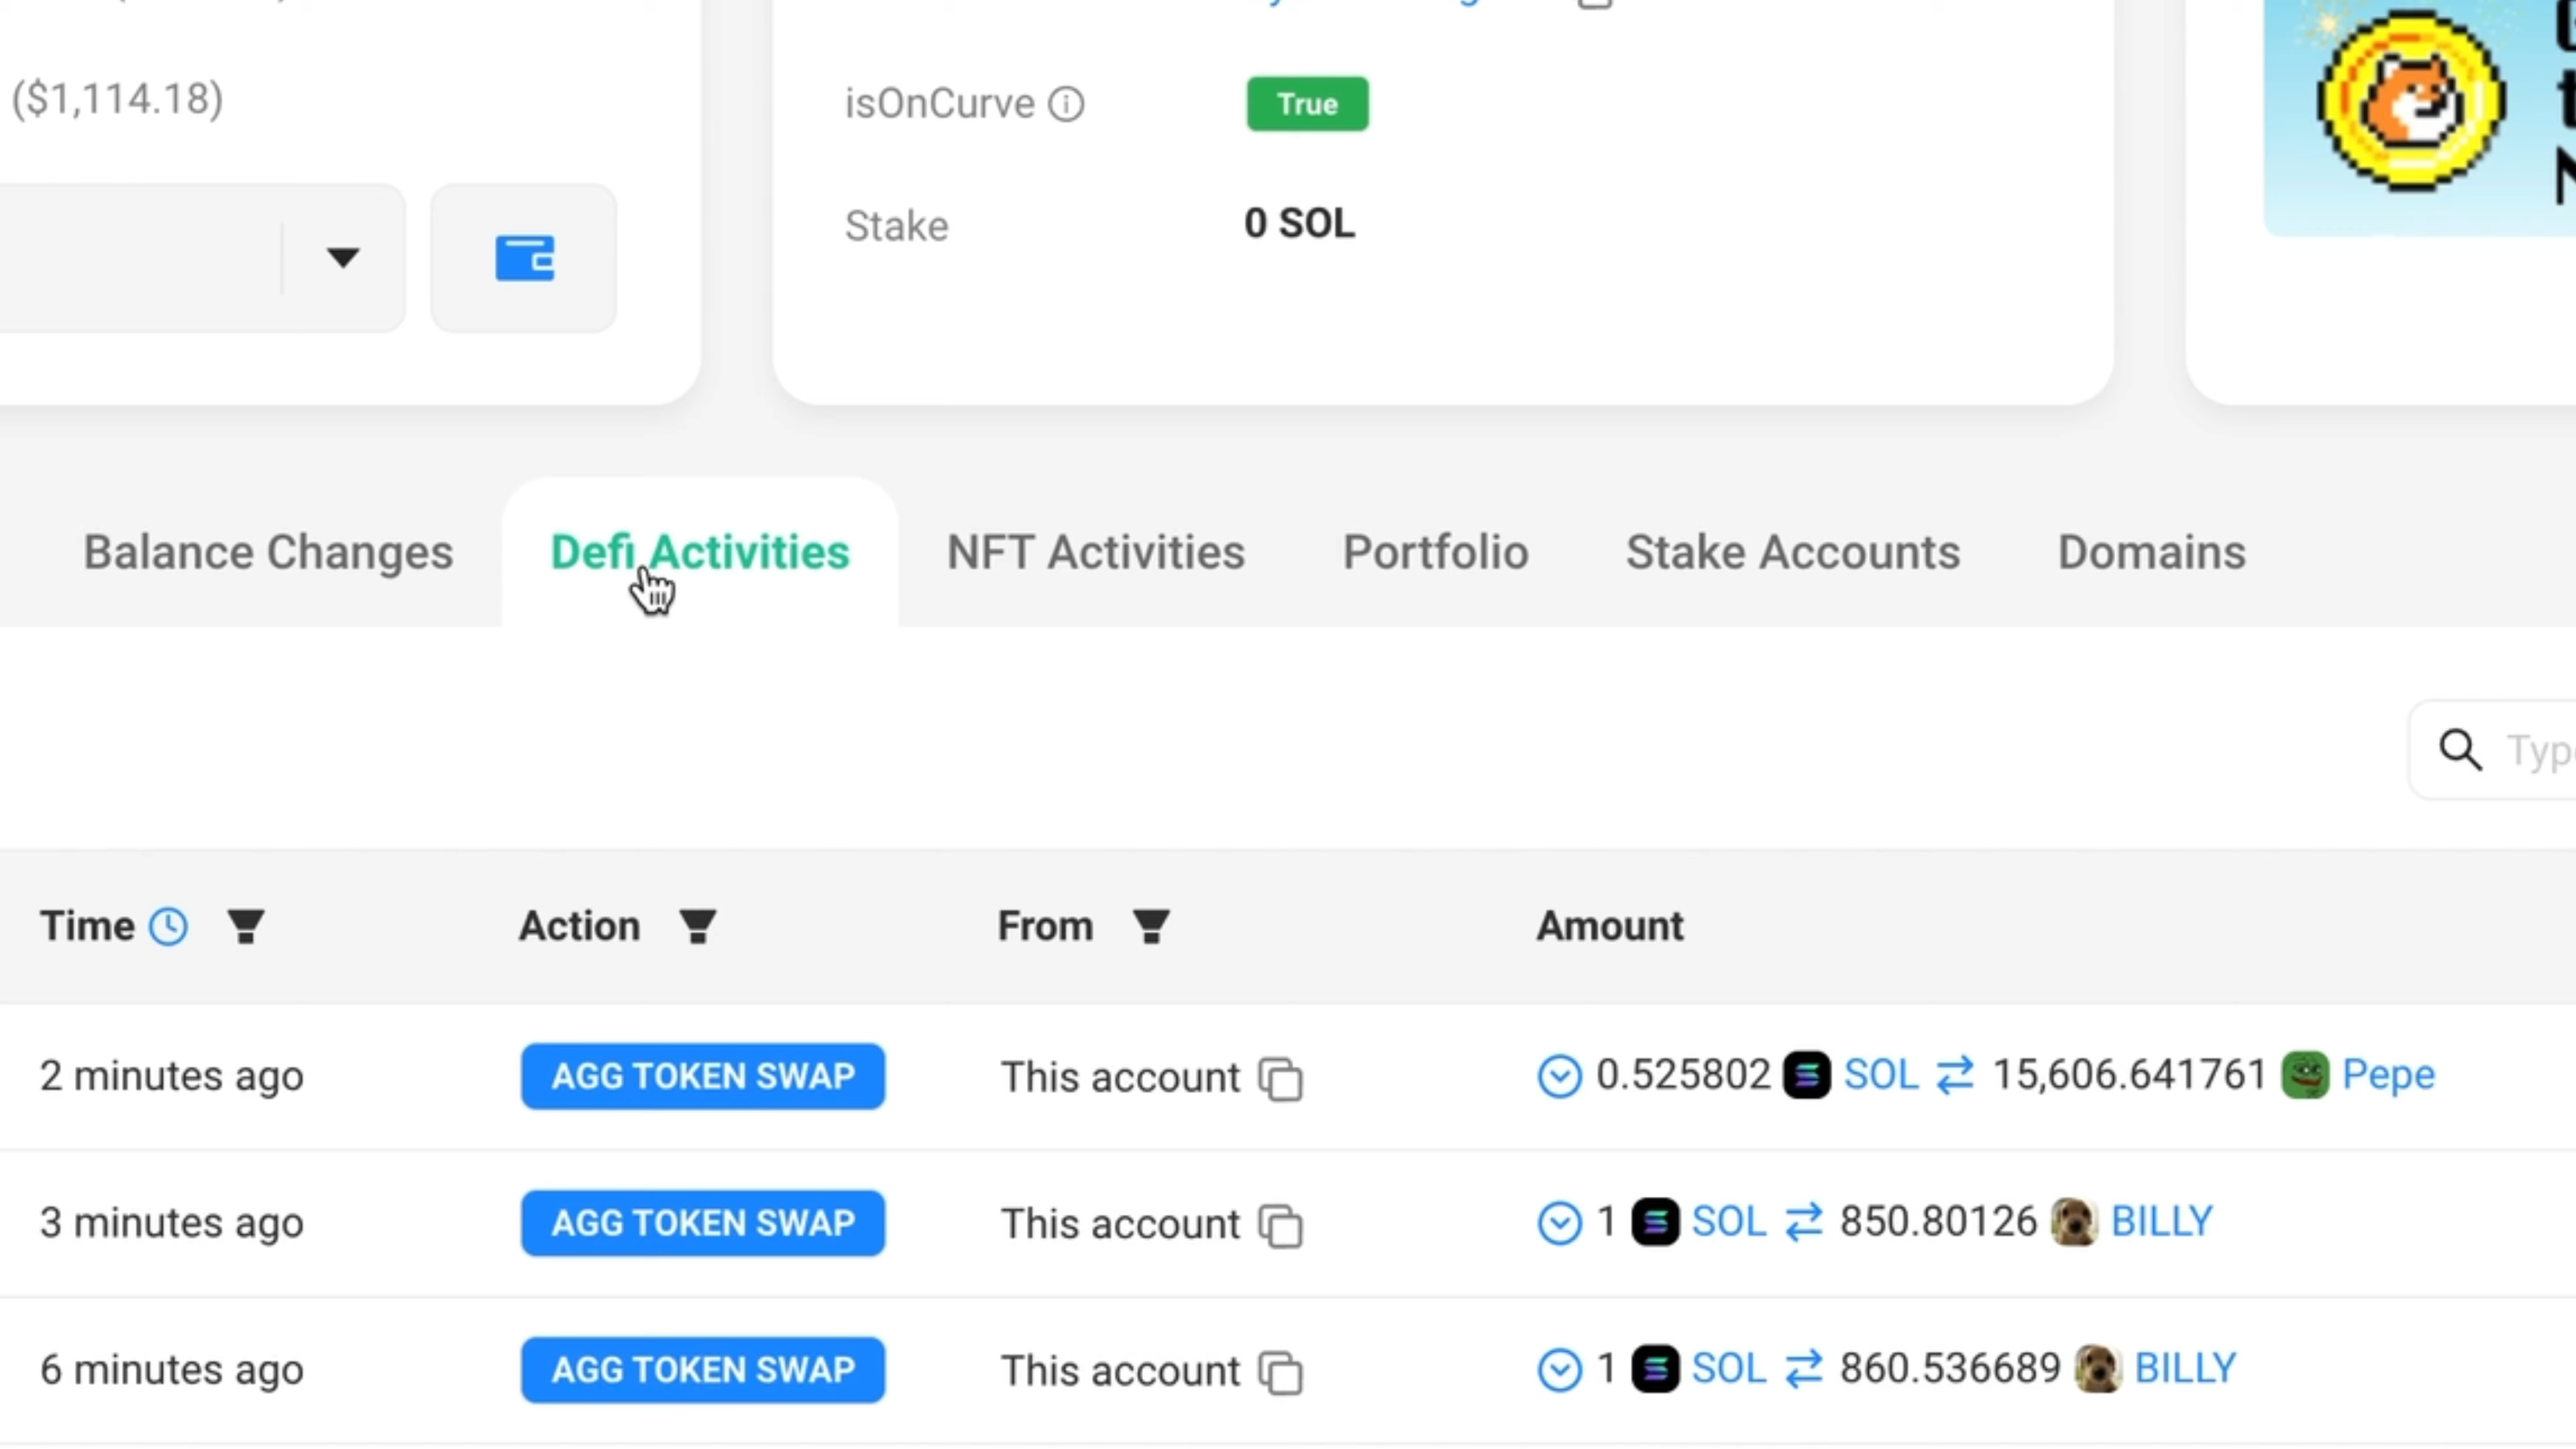 ($1,114.18)
isOnCurve
True
Stake
0 SOL
Balance Changes
Defi Activities
NFT Activities
Portfolio
Stake Accounts
Domains
Time
Action
From
Amount
2 minutes ago AGG TOKEN SWAP This account 0.525802 SOL 15,606.641761 Pepe
3 minutes ago AGG TOKEN SWAP This account 1 SOL 850.80126 BILLY
6 minutes ago AGG TOKEN SWAP This account 1 SOL 860.536689 BILLY